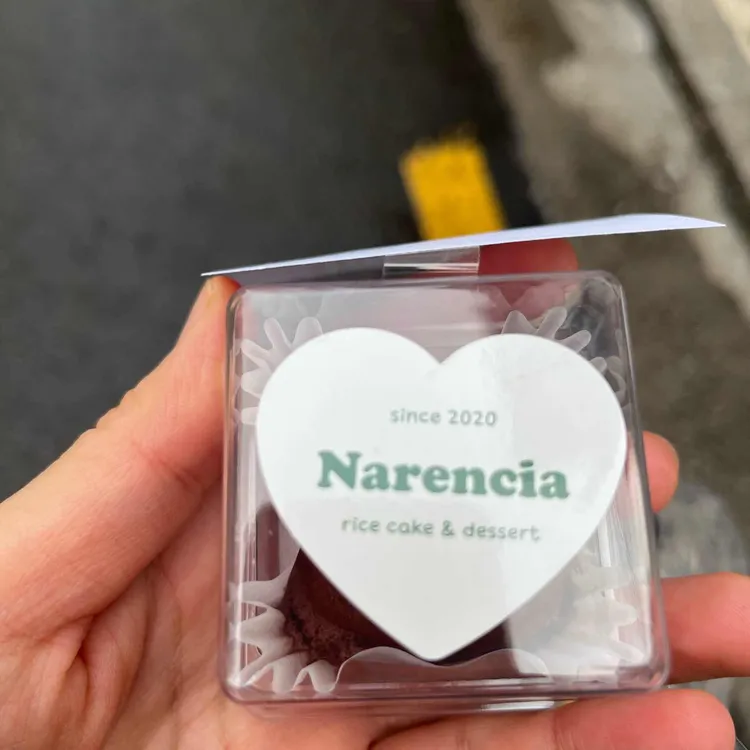 since 2020
Narencia
rice cake & dessert